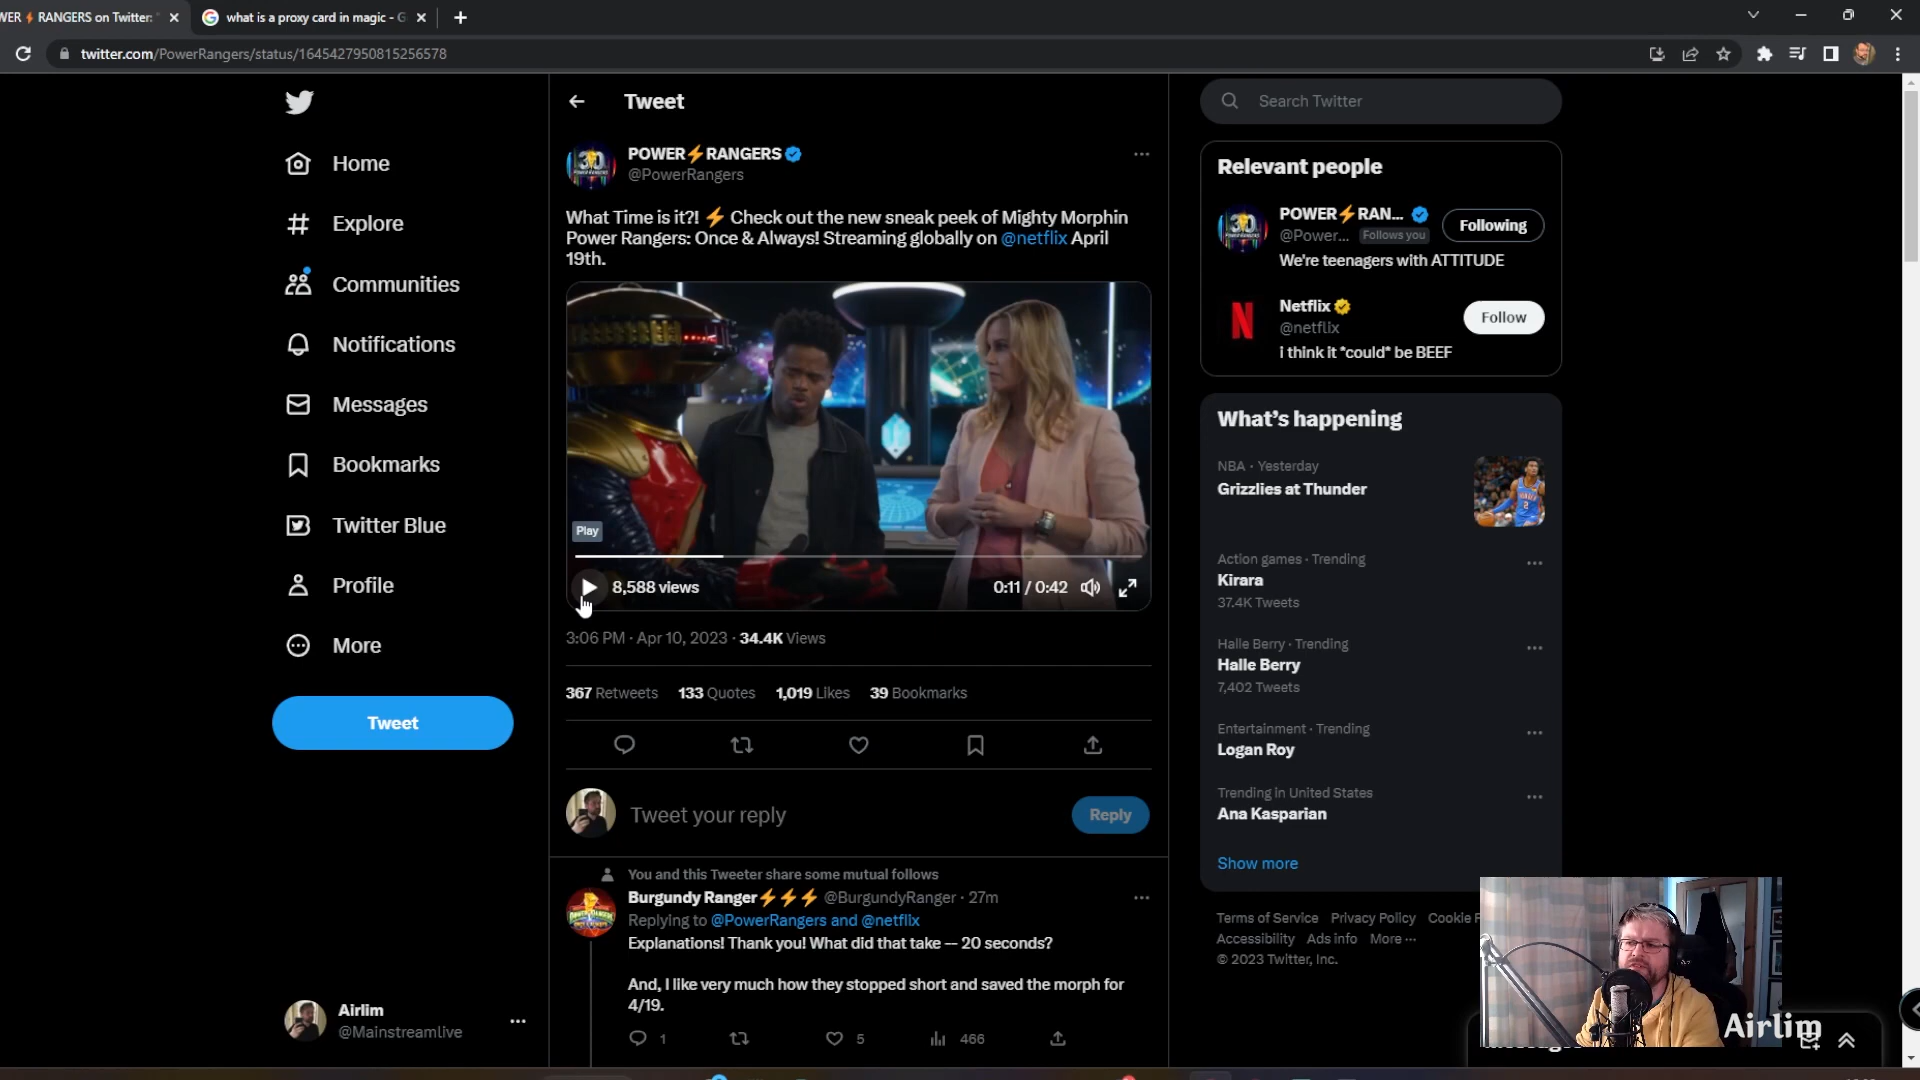 WER⚡RANGERS on Twitter: "
what is a proxy card in magic - G
twitter.com/PowerRangers/status/1645427950815256578
Home
Explore
Communities
Notifications
Messages
Bookmarks
Twitter Blue
Profile
More
Tweet
Airlim
@Mainstreamlive
Tweet
POWER⚡RANGERS
@PowerRangers
What Time is it?! ⚡ Check out the new sneak peek of Mighty Morphin
Power Rangers: Once & Always! Streaming globally on @netflix April
19th.
Play
8,588 views
0:11 / 0:42
3:06 PM · Apr 10, 2023 · 34.4K Views
367 Retweets 133 Quotes 1,019 Likes 39 Bookmarks
Tweet your reply
Reply
You and this Tweeter share some mutual follows
Burgundy Ranger⚡⚡⚡ @BurgundyRanger · 27m
Replying to @PowerRangers and @netflix
Explanations! Thank you! What did that take -- 20 seconds?
And, I like very much how they stopped short and saved the morph for
4/19.
1
5
466
Search Twitter
Relevant people
POWER⚡RAN...
@Power... Follows you
Following
We're teenagers with ATTITUDE
Netflix
@netflix
Follow
i think it *could* be BEEF
What's happening
NBA · Yesterday
Grizzlies at Thunder
Action games · Trending
Kirara
37.4K Tweets
Halle Berry · Trending
Halle Berry
7,402 Tweets
Entertainment · Trending
Logan Roy
Trending in United States
Ana Kasparian
Show more
Terms of Service Privacy Policy Cookie P
Accessibility Ads info More ...
© 2023 Twitter, Inc.
Airlim